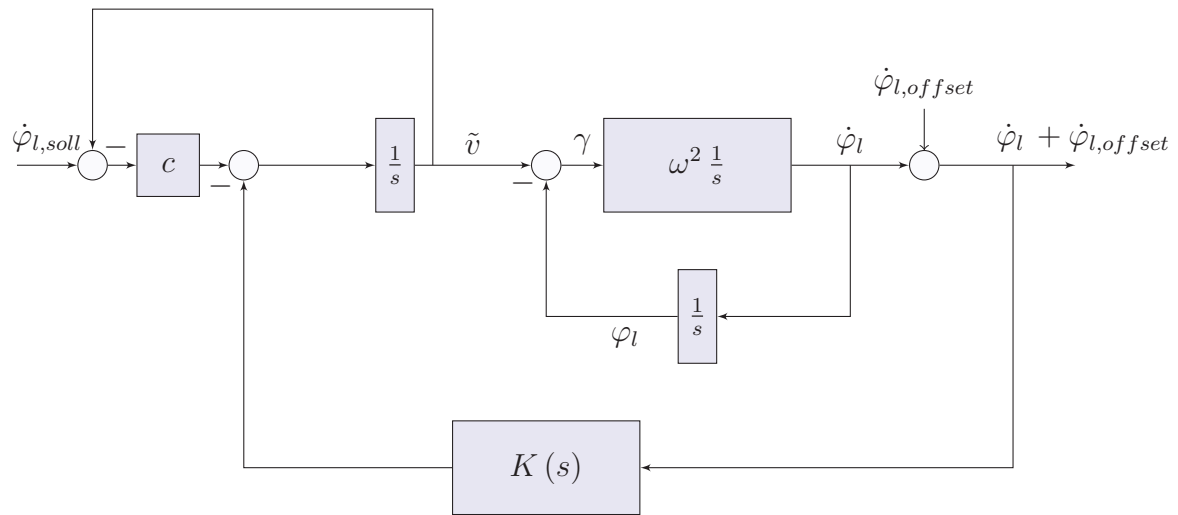 φ̇_{l,offset}
φ̇_{l,soll} − c − 1/s ṽ − γ ω² 1/s φ̇_l φ̇_l + φ̇_{l,offset}
φ_l 1/s
K (s)